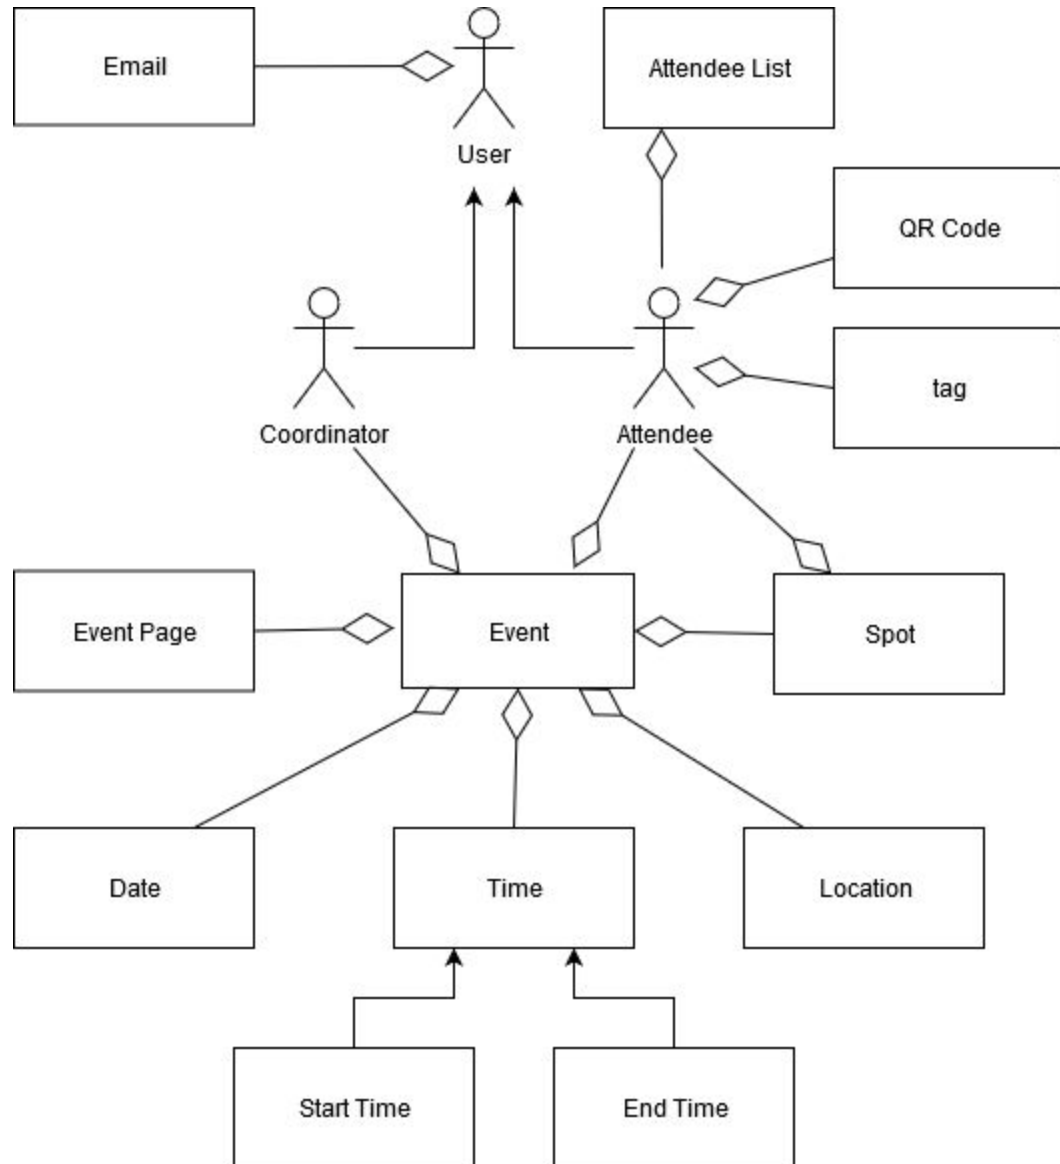 Email
User
Attendee List
QR Code
tag
Coordinator
Attendee
Event Page
Event
Spot
Date
Time
Location
Start Time
End Time